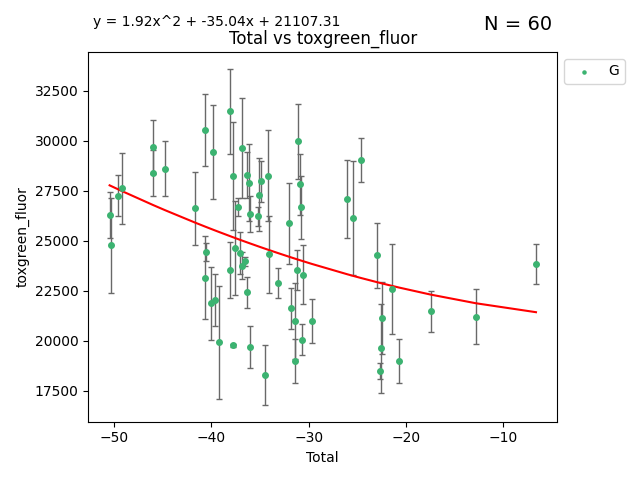 y = 1.92x^2 + -35.04x + 21107.31
N = 60
Total vs toxgreen_fluor
G
toxgreen_fluor
32500
30000
27500
25000
22500
20000
17500
−50
−40
−30
−20
−10
Total